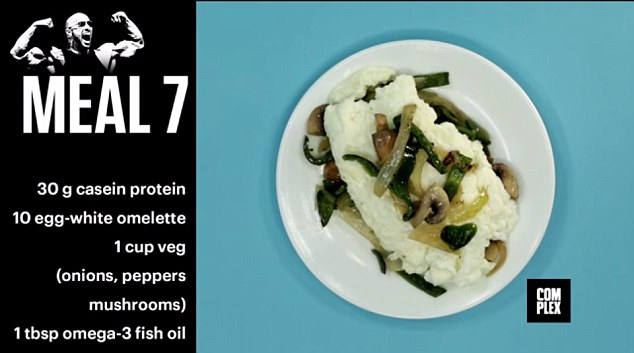 MEAL 7
30 g casein protein
10 egg-white omelette
1 cup veg
(onions, peppers
mushrooms)
1 tbsp omega-3 fish oil
COM
PLEX